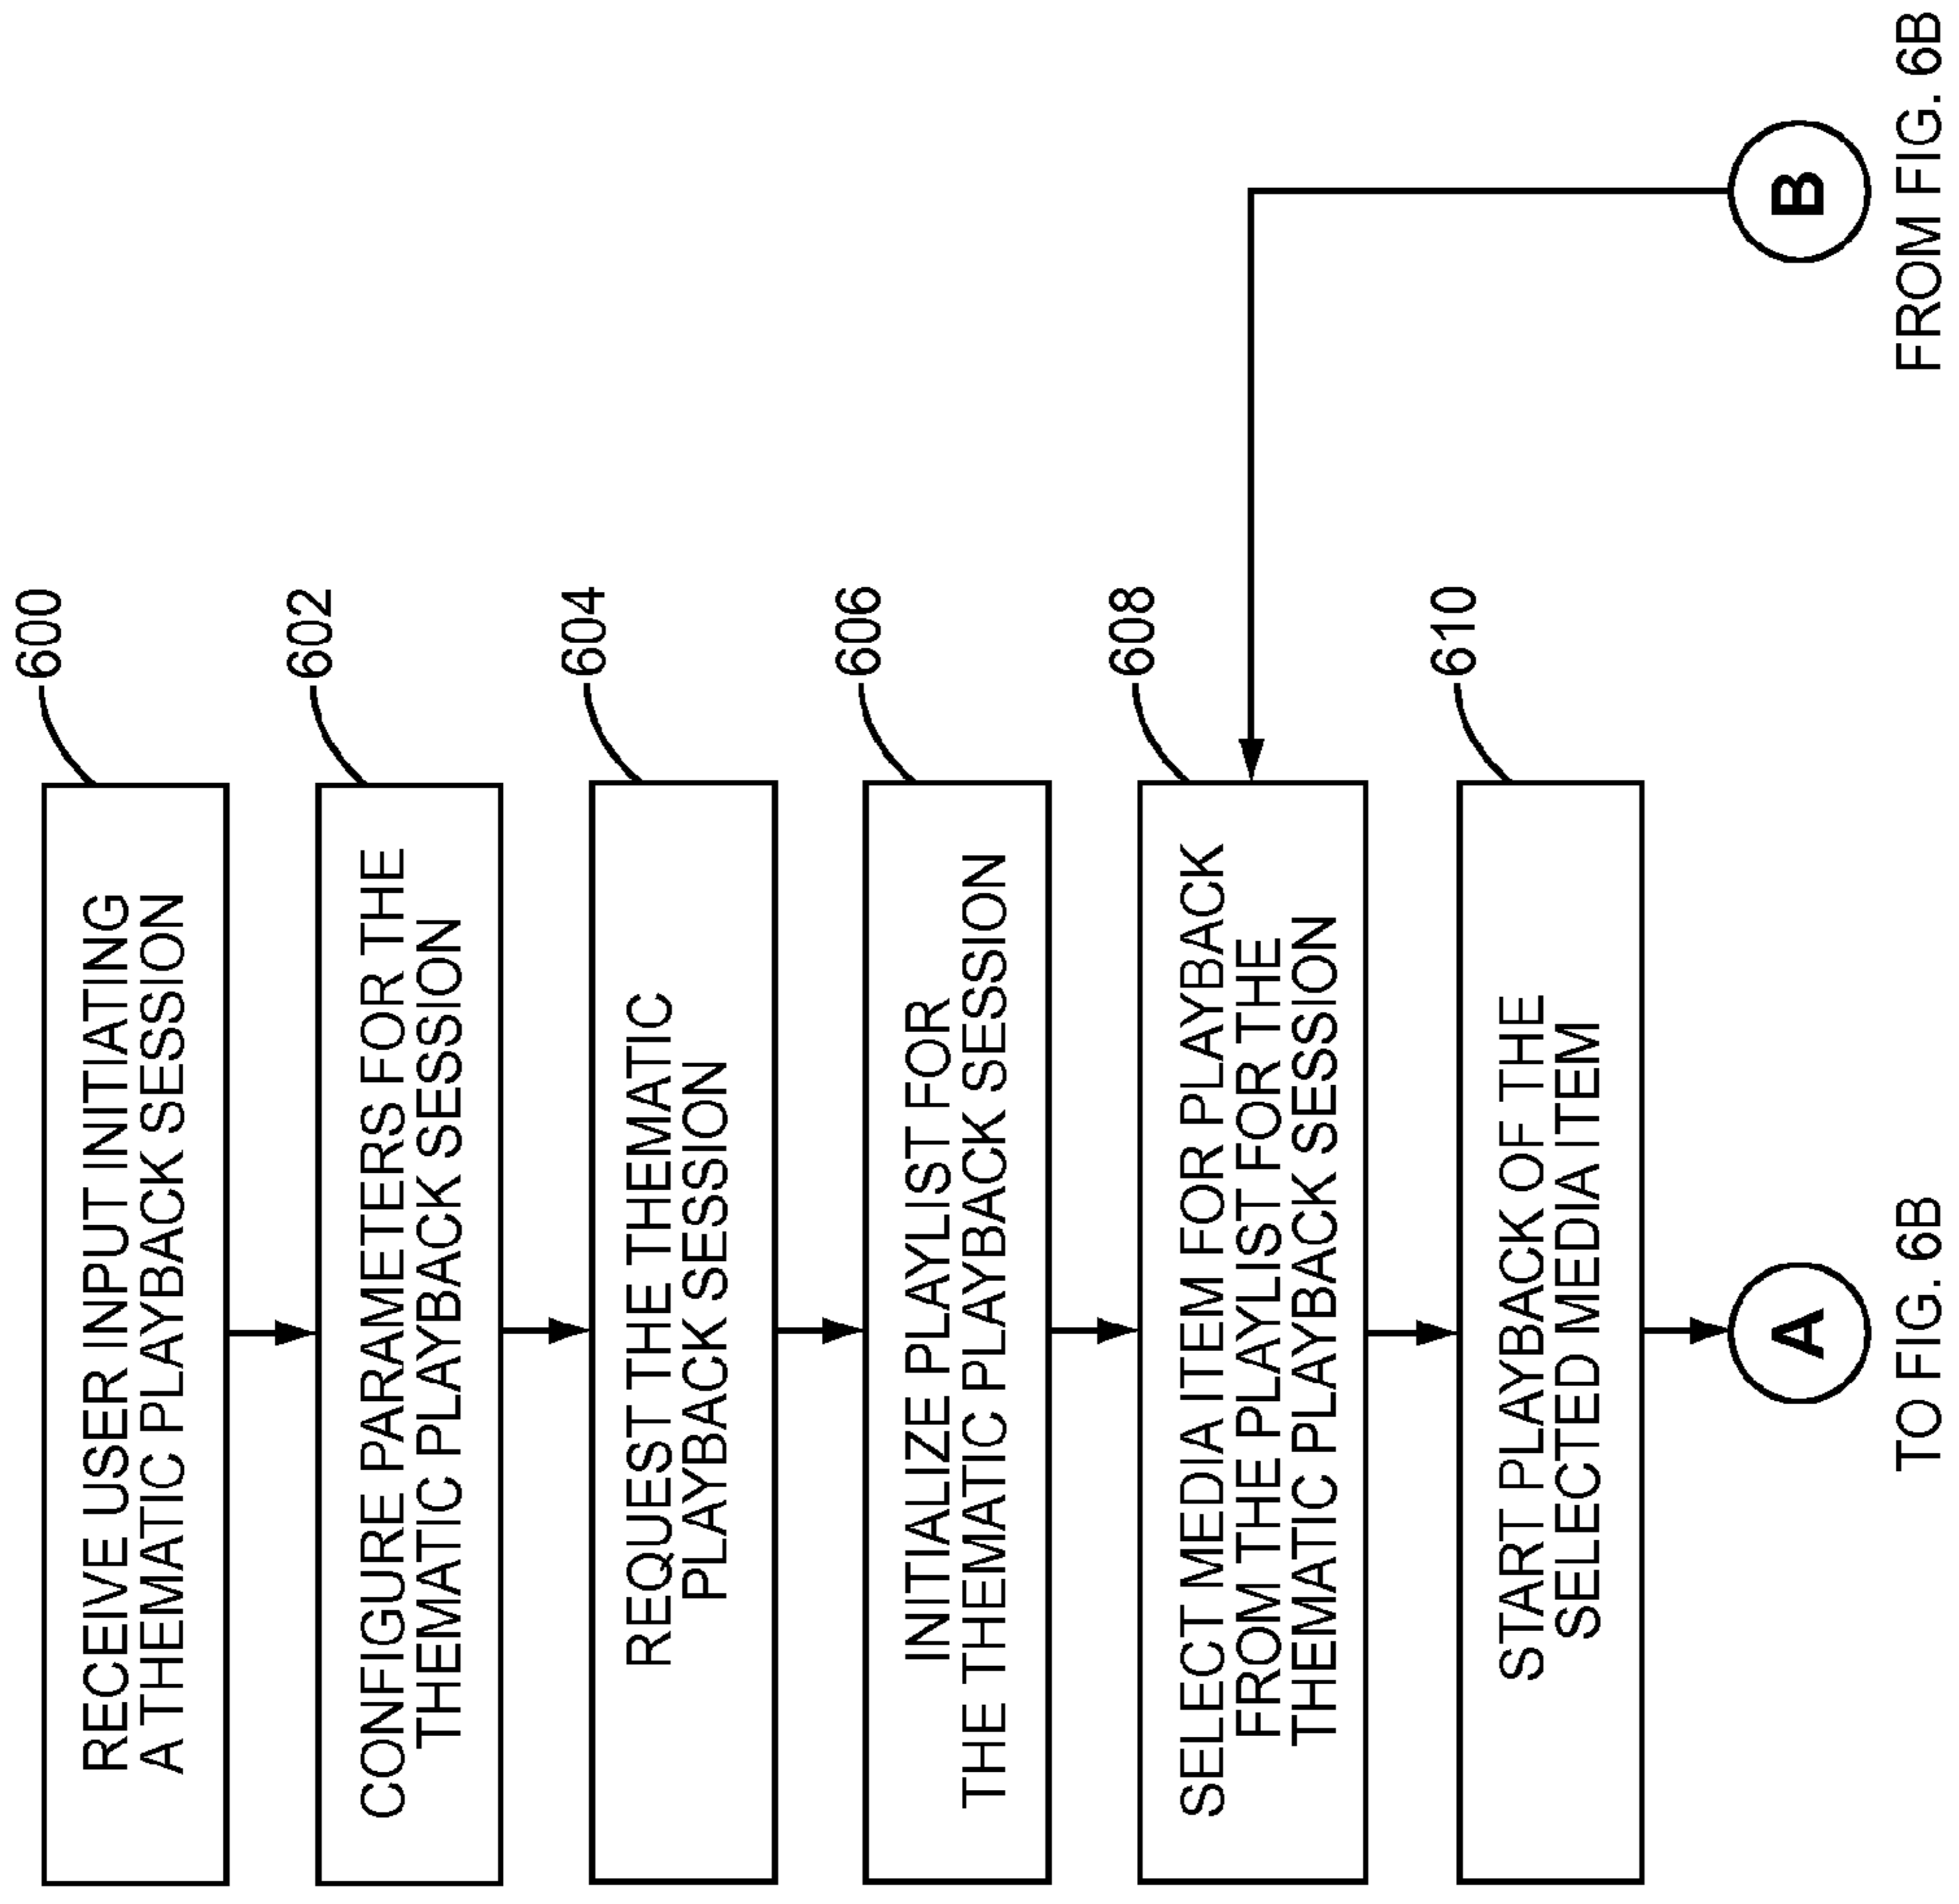 600
RECEIVE USER INPUT INITIATING
A THEMATIC PLAYBACK SESSION
602
CONFIGURE PARAMETERS FOR THE
THEMATIC PLAYBACK SESSION
604
REQUEST THE THEMATIC
PLAYBACK SESSION
606
INITIALIZE PLAYLIST FOR
THE THEMATIC PLAYBACK SESSION
608
SELECT MEDIA ITEM FOR PLAYBACK
FROM THE PLAYLIST FOR THE
THEMATIC PLAYBACK SESSION
610
START PLAYBACK OF THE
SELECTED MEDIA ITEM
A
TO FIG. 6B
B
FROM FIG. 6B